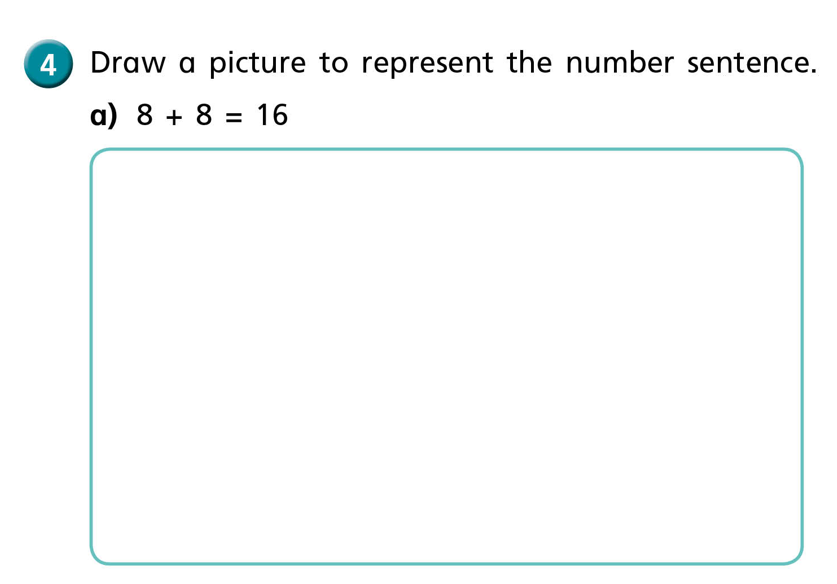 4 Draw a picture to represent the number sentence.
a) 8 + 8 = 16